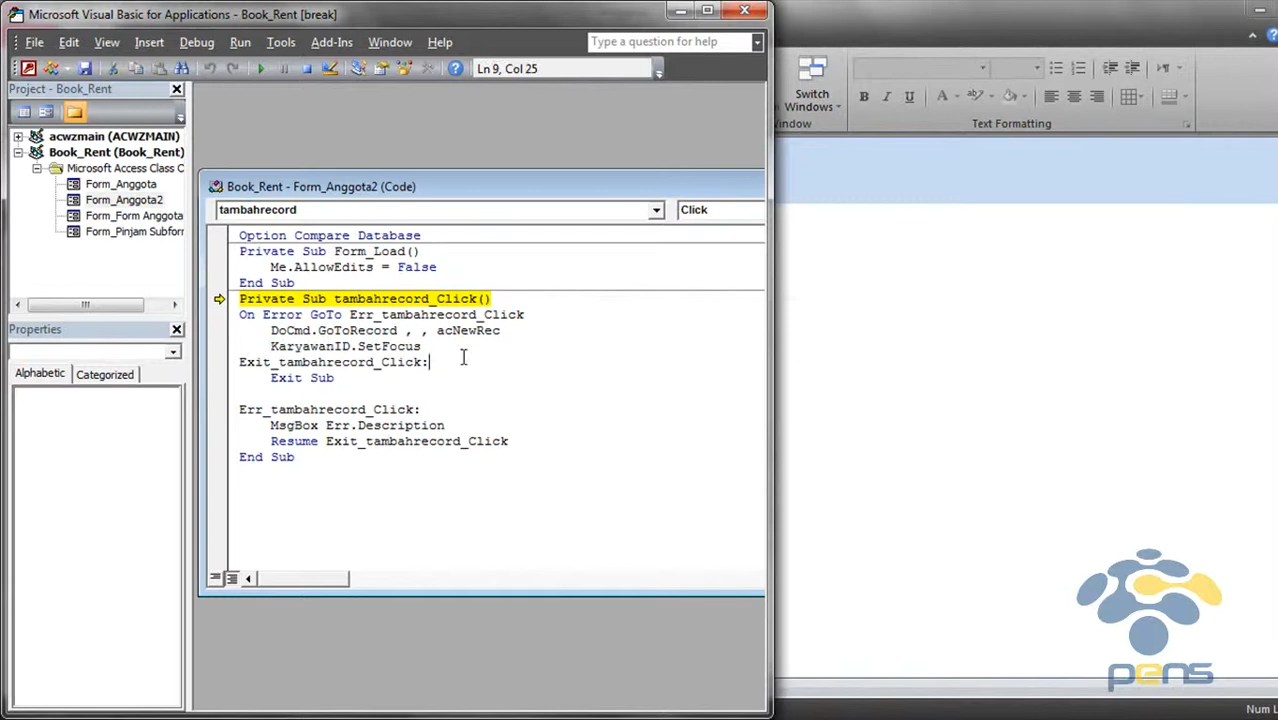 Microsoft Visual Basic for Applications - Book_Rent [break]
File Edit View Insert Debug Run Tools Add-Ins Window Help
Type a question for help
Ln 9, Col 25
Project - Book_Rent
acwzmain (ACWZMAIN)
Book_Rent (Book_Rent)
Microsoft Access Class O
Form_Anggota
Form_Anggota2
Form_Form Anggota
Form_Pinjam Subform
Properties
Alphabetic Categorized
Book_Rent - Form_Anggota2 (Code)
tambahrecord
Click
Option Compare Database
Private Sub Form_Load()
Me.AllowEdits = False
End Sub
Private Sub tambahrecord_Click()
On Error GoTo Err_tambahrecord_Click
DoCmd.GoToRecord , , acNewRec
KaryawanID.SetFocus
Exit_tambahrecord_Click:
Exit Sub
Err_tambahrecord_Click:
MsgBox Err.Description
Resume Exit_tambahrecord_Click
End Sub
Switch
Windows
B I U
A ab
indow
Text Formatting
pens
Num L